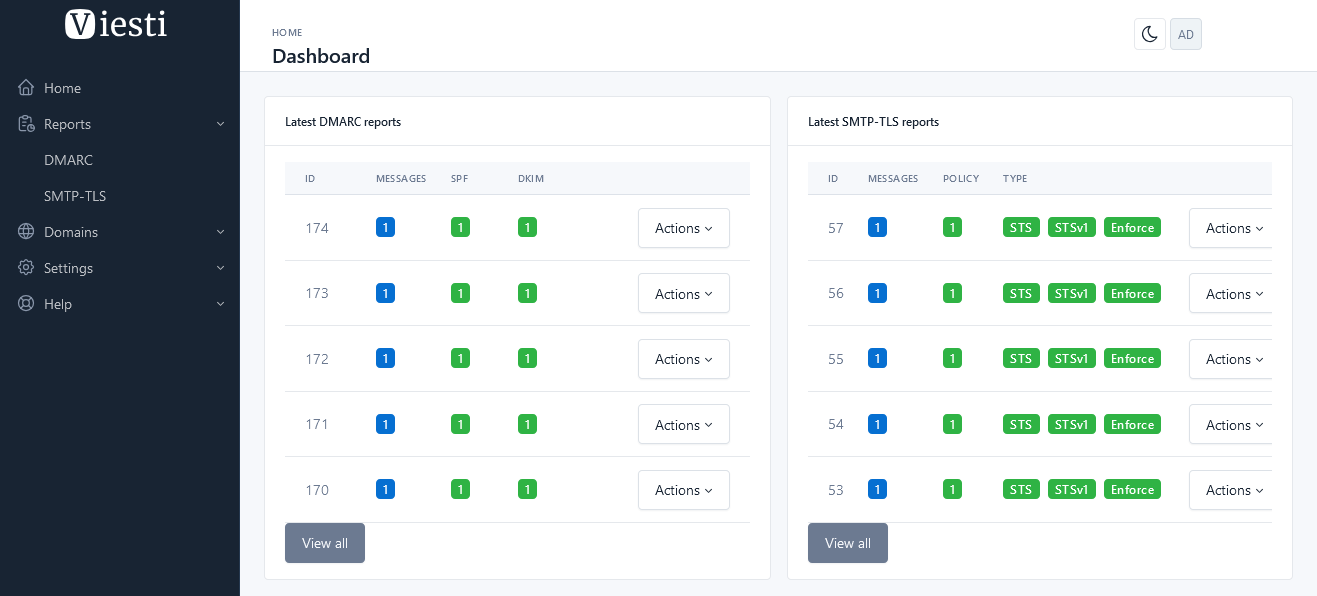 Viesti
Home
Reports
DMARC
SMTP-TLS
Domains
Settings
Help
HOME
Dashboard
AD
Latest DMARC reports
ID MESSAGES SPF DKIM
174 1 1 1 Actions
173 1 1 1 Actions
172 1 1 1 Actions
171 1 1 1 Actions
170 1 1 1 Actions
View all
Latest SMTP-TLS reports
ID MESSAGES POLICY TYPE
57 1 1 STS STSv1 Enforce Actions
56 1 1 STS STSv1 Enforce Actions
55 1 1 STS STSv1 Enforce Actions
54 1 1 STS STSv1 Enforce Actions
53 1 1 STS STSv1 Enforce Actions
View all